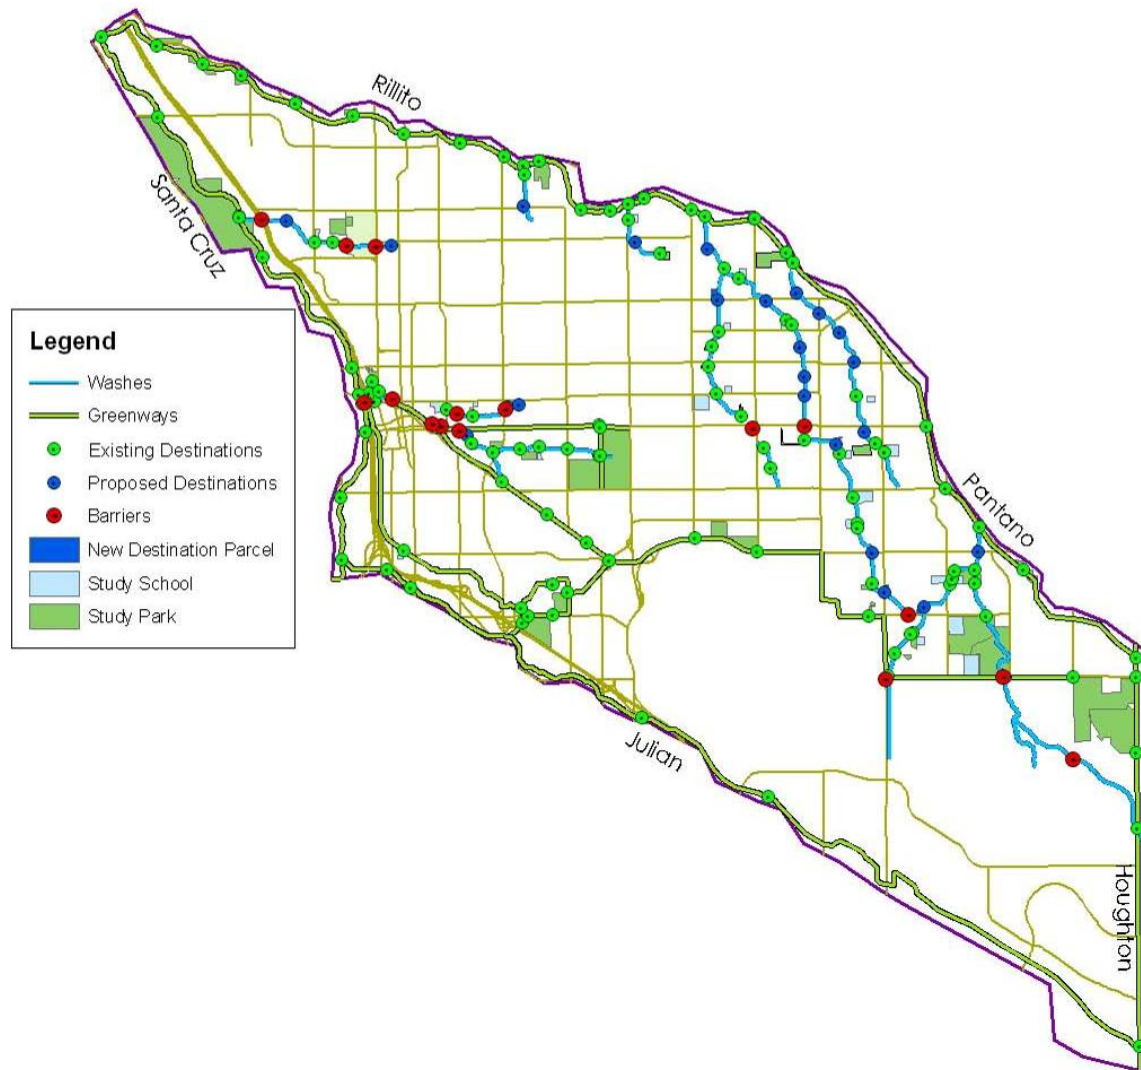 Rillito
Santa Cruz
Legend
Washes
Greenways
Existing Destinations
Proposed Destinations
Barriers
New Destination Parcel
Study School
Study Park
Pantano
Julian
Houghton